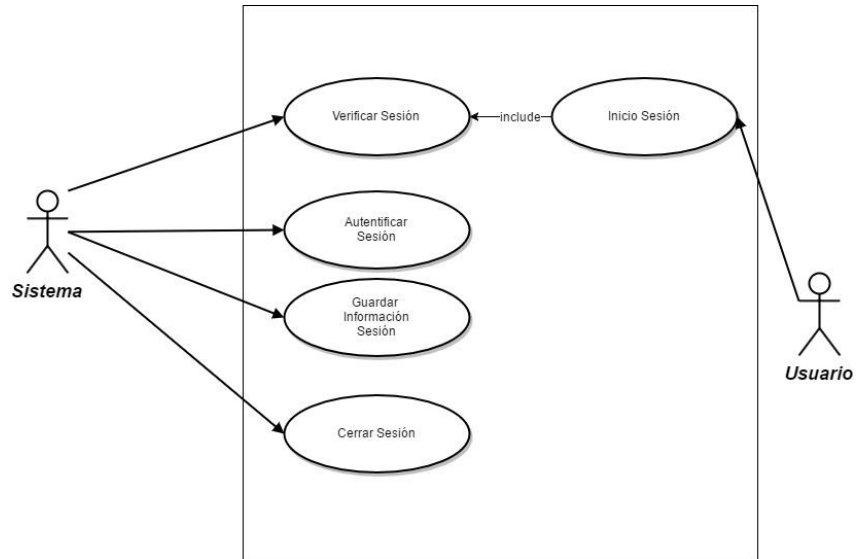 Verificar Sesión
include
Inicio Sesión
Autentificar
Sesión
Sistema
Guardar
Información
Sesión
Usuario
Cerrar Sesión